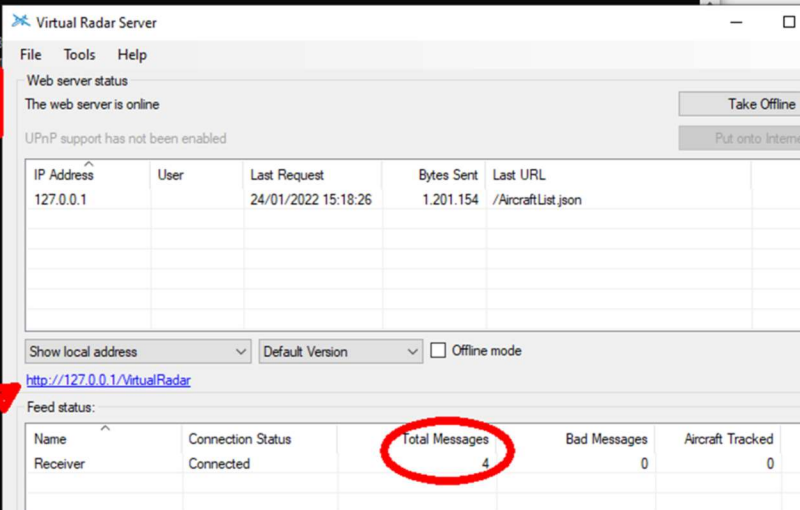 Virtual Radar Server
File Tools Help
Web server status
The web server is online
Take Offline
UPnP support has not been enabled
IP Address User Last Request Bytes Sent Last URL
127.0.0.1 24/01/2022 15:18:26 1.201.154 /AircraftList.json
Show local address Default Version Offline mode
http://127.0.0.1/VirtualRadar
Feed status:
Name Connection Status Total Messages Bad Messages Aircraft Tracked
Receiver Connected 4 0 0